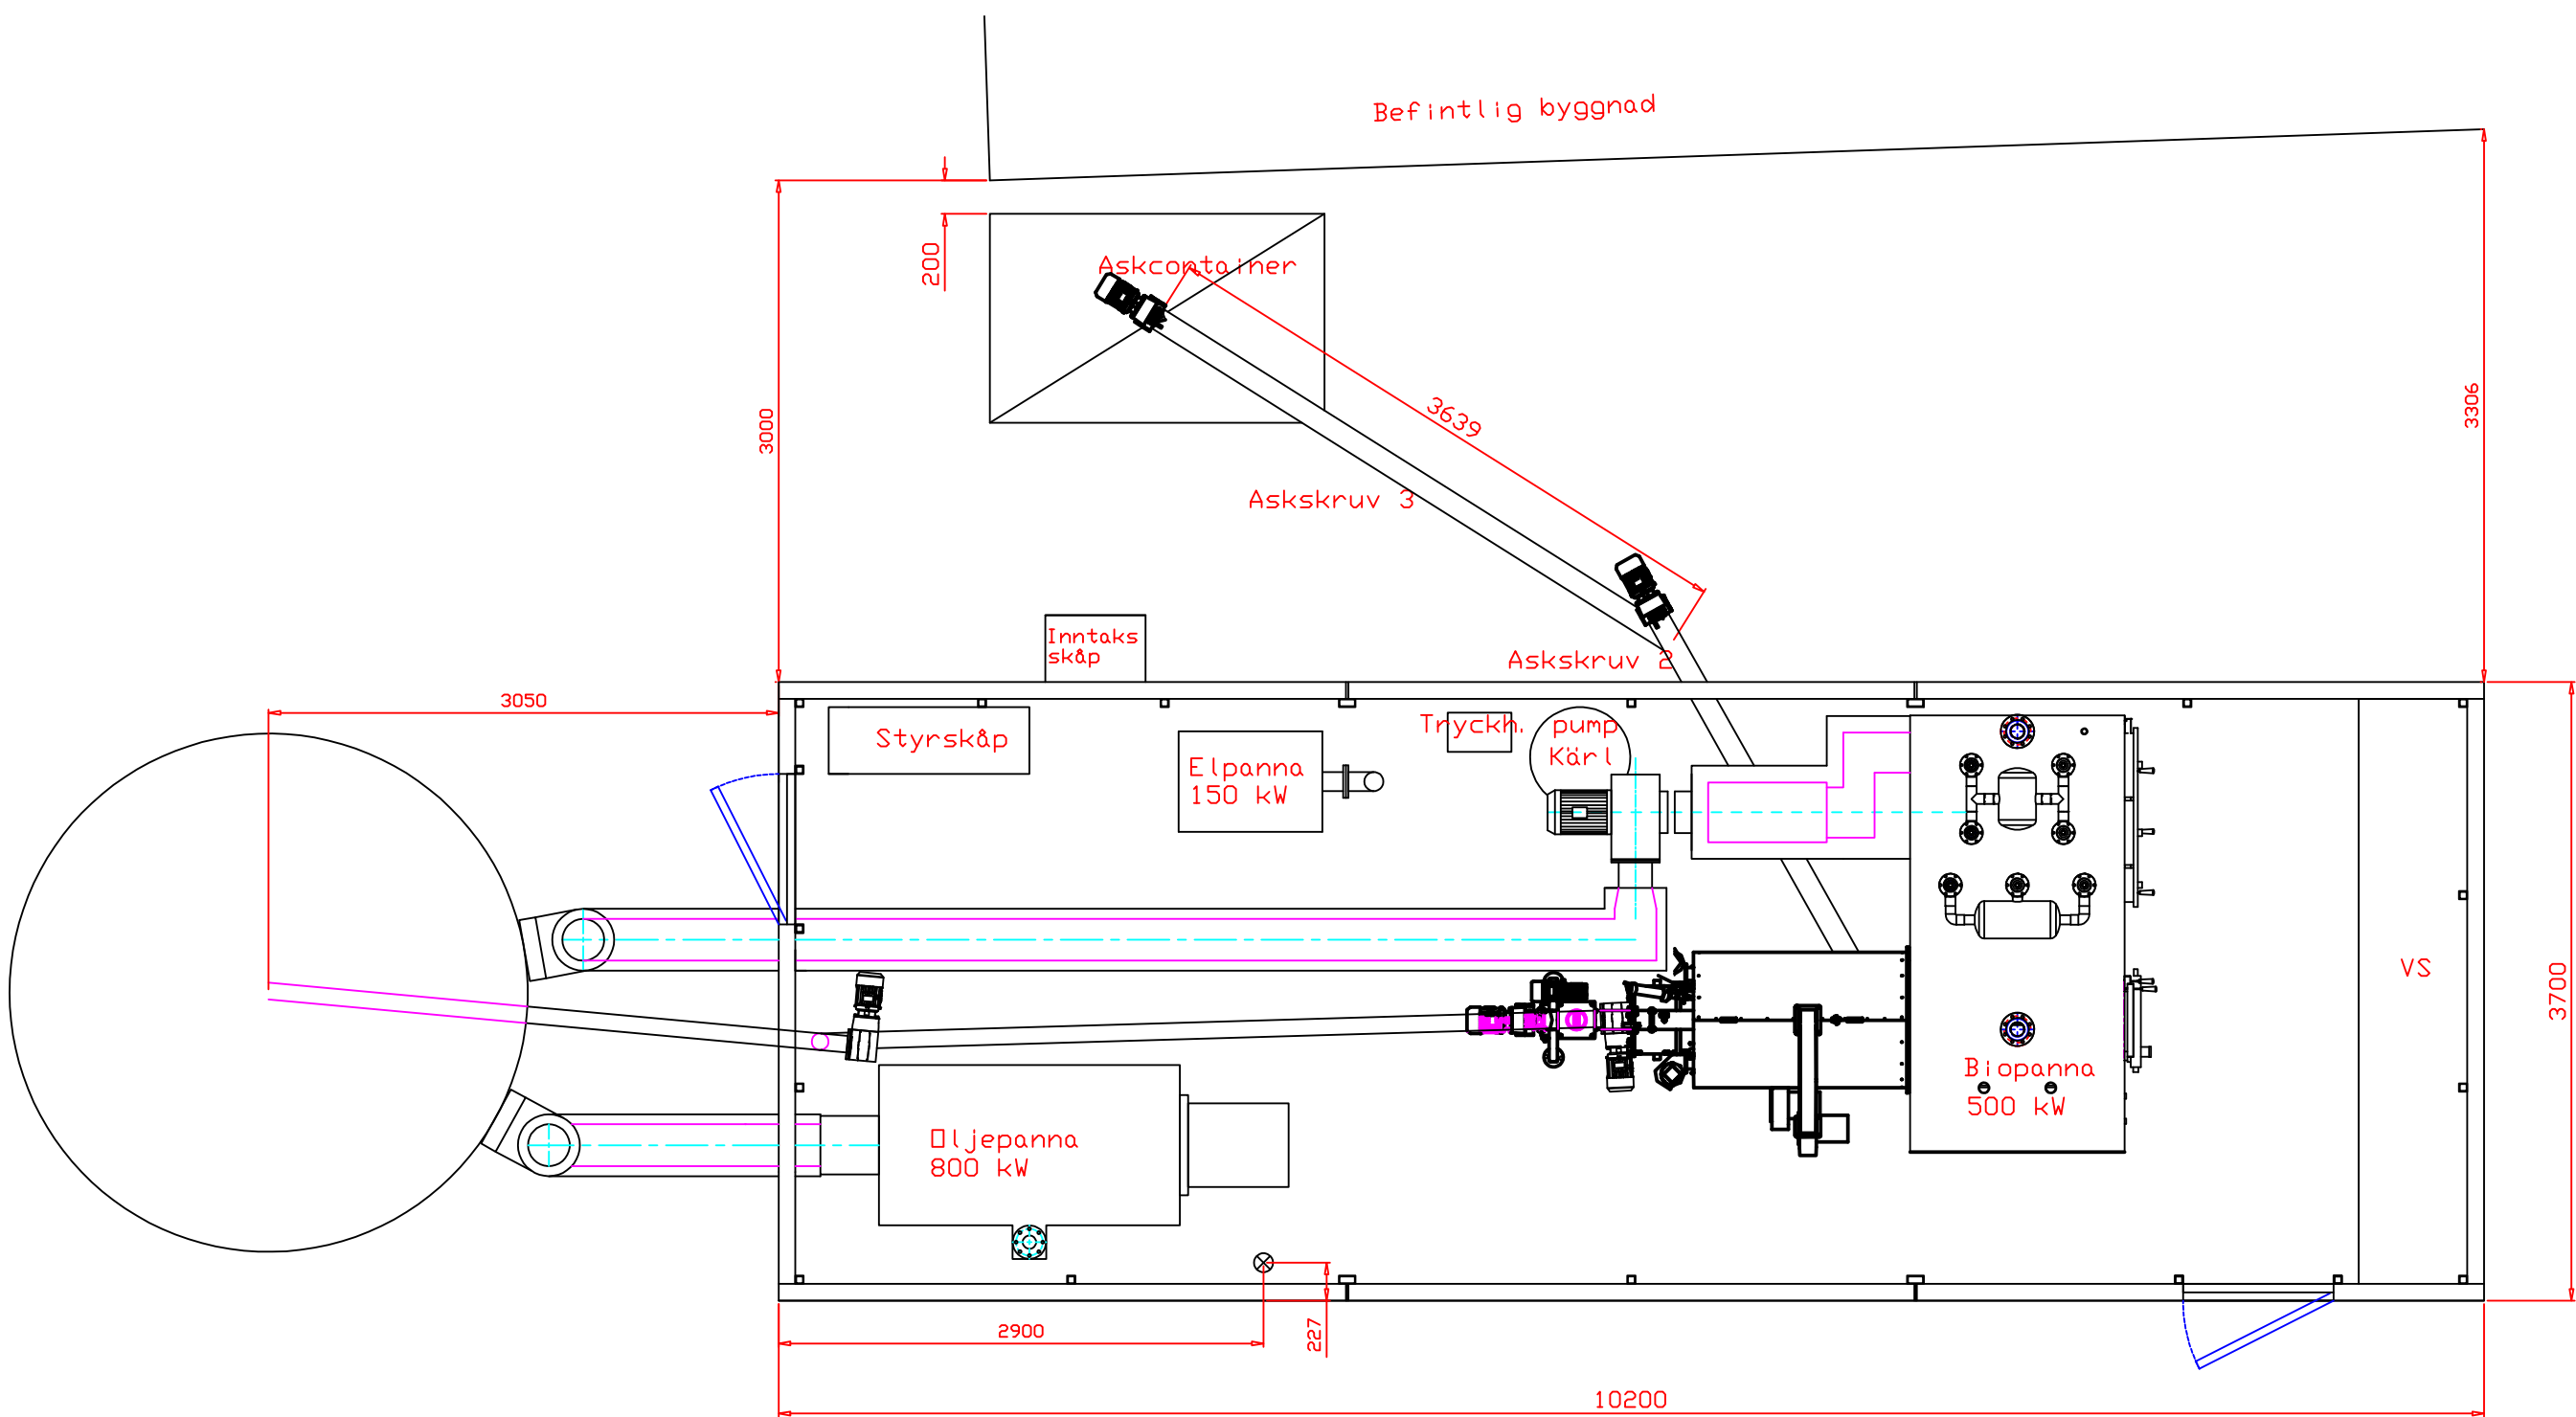 Befintlig byggnad
200
Askcontainer
3639
3000
3306
Askskruv 3
Inntaks
skåp
Askskruv 2
3050
Styrskåp
Tryckh. pump
Kärl
Elpanna
150 kW
VS
3700
Biopanna
500 kW
Oljepanna
800 kW
2900
227
10200